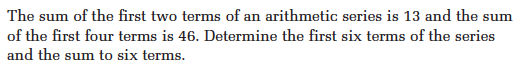 The sum of the first two terms of an arithmetic series is 13 and the sum
of the first four terms is 46. Determine the first six terms of the series
and the sum to six terms.